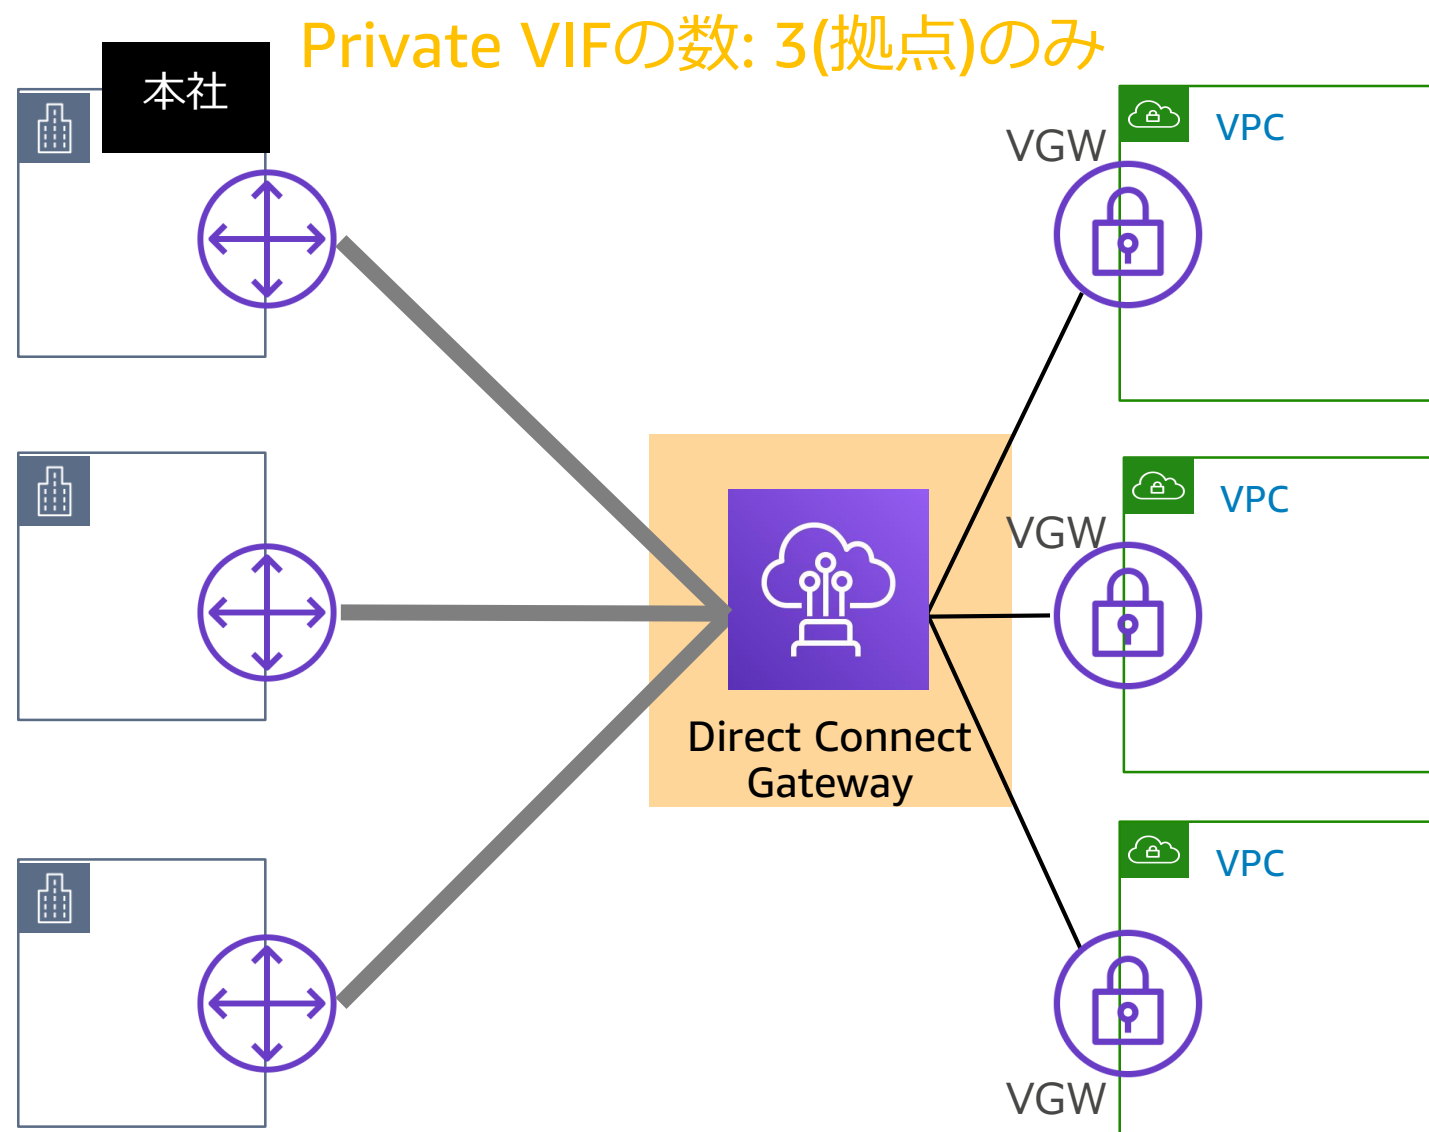 Private VIFの数: 3(拠点)のみ
本社
VGW
VPC
VGW
VPC
Direct Connect
Gateway
VPC
VGW